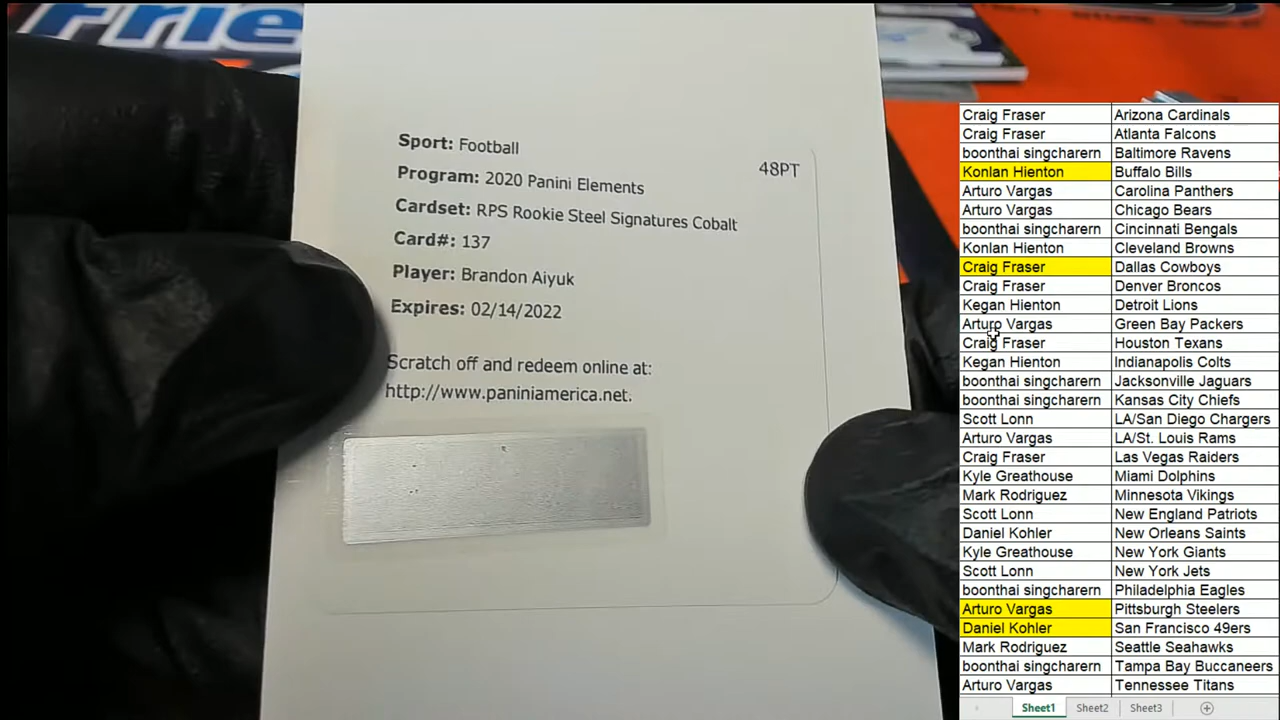 Frie
Sport: Football
48PT
Program: 2020 Panini Elements
Cardset: RPS Rookie Steel Signatures Cobalt
Card#: 137
Player: Brandon Aiyuk
Expires: 02/14/2022
Scratch off and redeem online at:
http://www.paniniamerica.net.
Craig Fraser Arizona Cardinals
Craig Fraser Atlanta Falcons
boonthai singcharern Baltimore Ravens
Konlan Hienton Buffalo Bills
Arturo Vargas Carolina Panthers
Arturo Vargas Chicago Bears
boonthai singcharern Cincinnati Bengals
Konlan Hienton Cleveland Browns
Craig Fraser Dallas Cowboys
Craig Fraser Denver Broncos
Kegan Hienton Detroit Lions
Arturo Vargas Green Bay Packers
Craig Fraser Houston Texans
Kegan Hienton Indianapolis Colts
boonthai singcharern Jacksonville Jaguars
boonthai singcharern Kansas City Chiefs
Scott Lonn LA/San Diego Chargers
Arturo Vargas LA/St. Louis Rams
Craig Fraser Las Vegas Raiders
Kyle Greathouse Miami Dolphins
Mark Rodriguez Minnesota Vikings
Scott Lonn New England Patriots
Daniel Kohler New Orleans Saints
Kyle Greathouse New York Giants
Scott Lonn New York Jets
boonthai singcharern Philadelphia Eagles
Arturo Vargas Pittsburgh Steelers
Daniel Kohler San Francisco 49ers
Mark Rodriguez Seattle Seahawks
boonthai singcharern Tampa Bay Buccaneers
Arturo Vargas Tennessee Titans
Sheet1 Sheet2 Sheet3